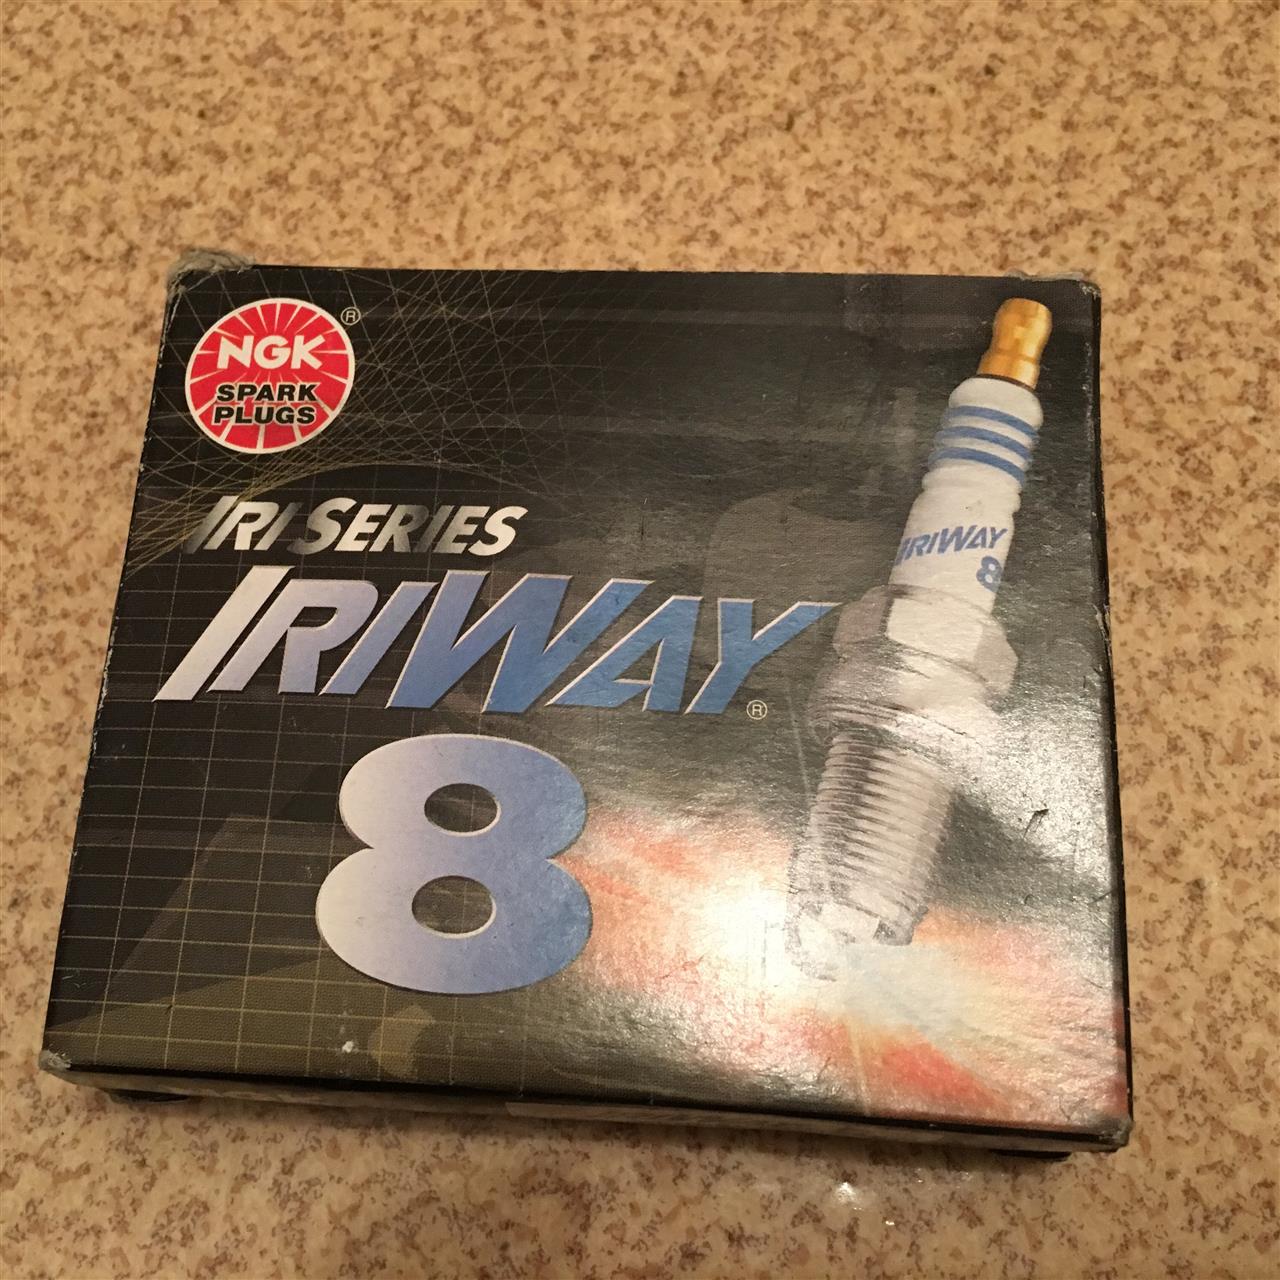 NGK
SPARK
PLUGS
®
IRI SERIES
IRIWAY
®
8
IRIWAY
8